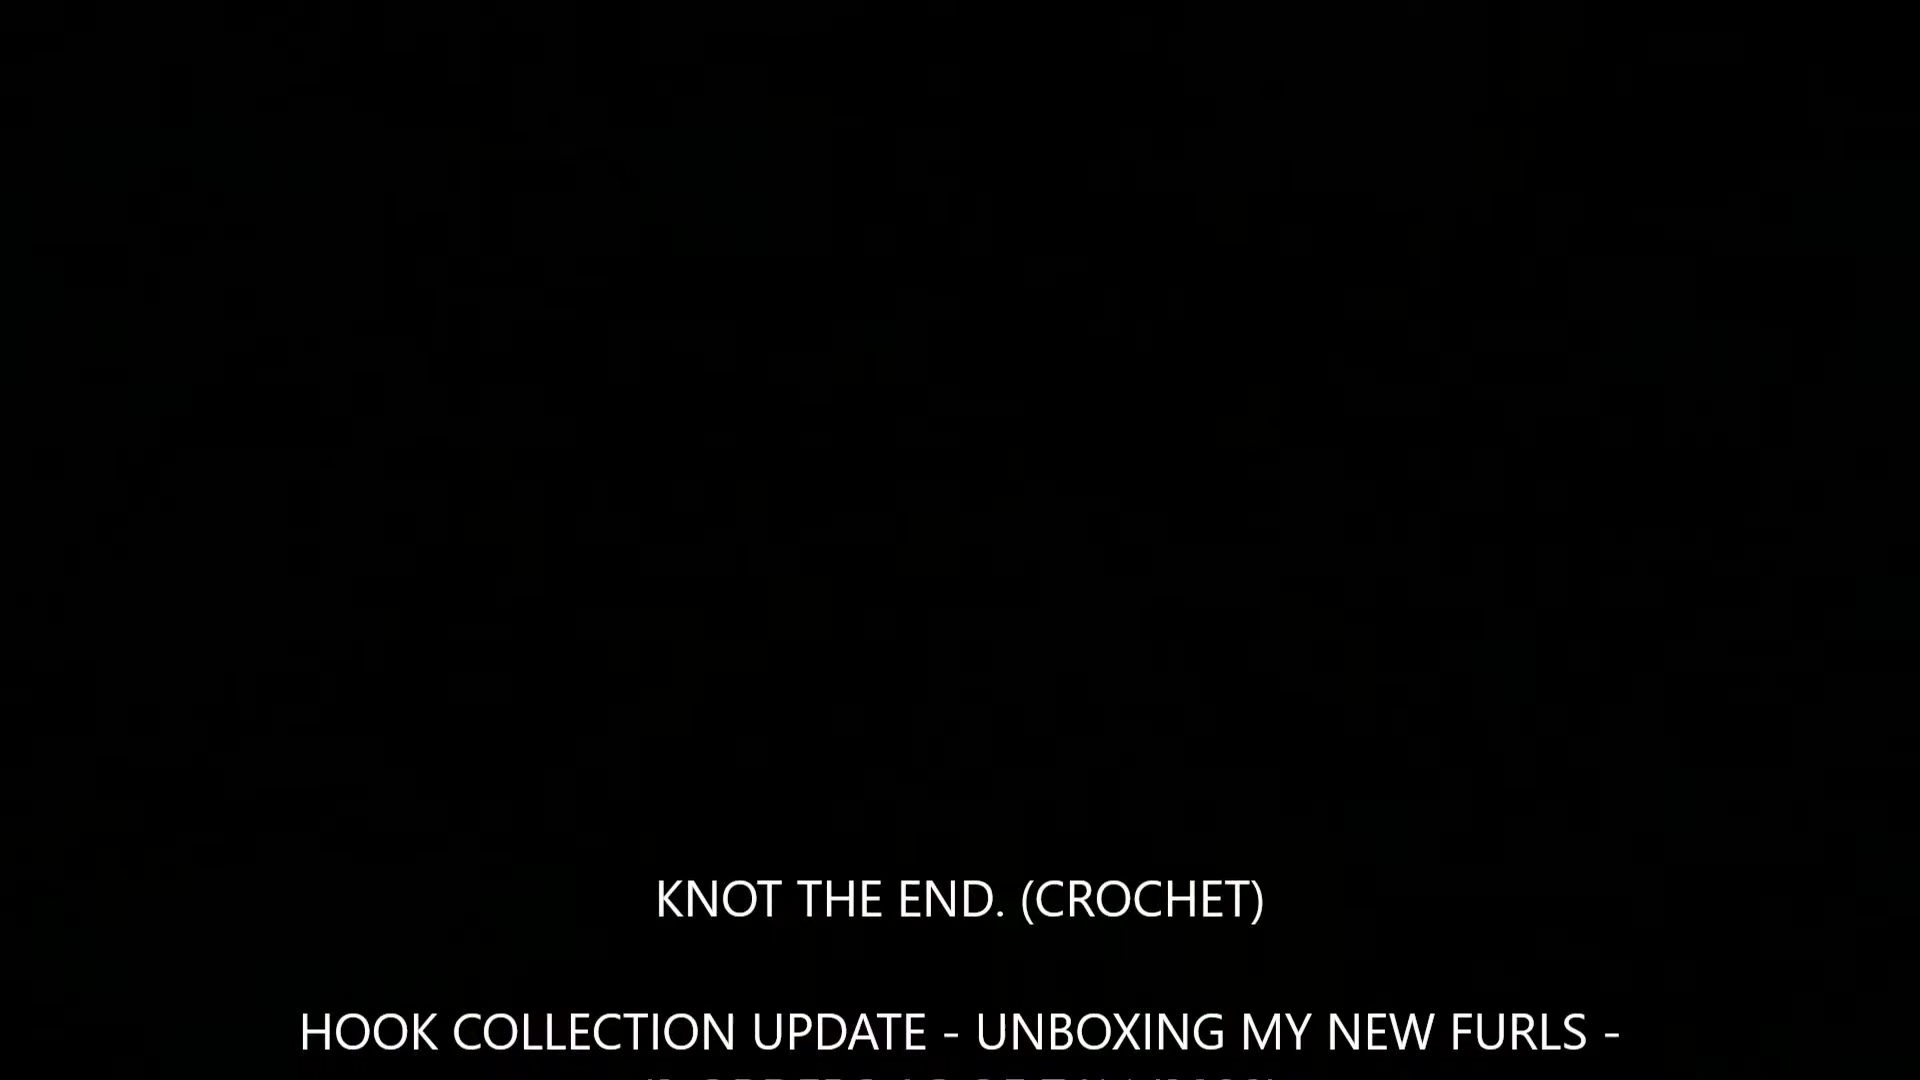 KNOT THE END. (CROCHET)
HOOK COLLECTION UPDATE - UNBOXING MY NEW FURLS -